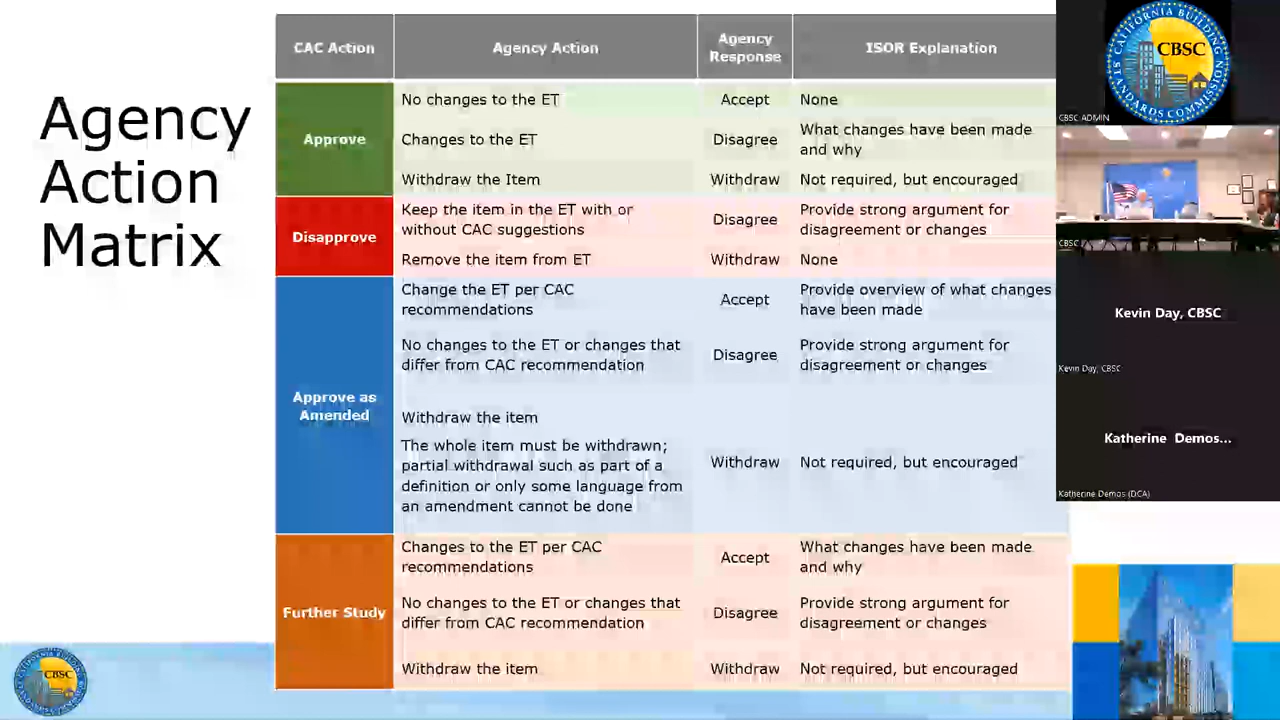 Agency
Action
Matrix
CAC Action
Agency Action
Agency
Response
ISOR Explanation
Approve
No changes to the ET
Accept
None
Changes to the ET
Disagree
What changes have been made
and why
Withdraw the Item
Withdraw
Not required, but encouraged
Disapprove
Keep the item in the ET with or
without CAC suggestions
Disagree
Provide strong argument for
disagreement or changes
Remove the item from ET
Withdraw
None
Approve as
Amended
Change the ET per CAC
recommendations
Accept
Provide overview of what changes
have been made
No changes to the ET or changes that
differ from CAC recommendation
Disagree
Provide strong argument for
disagreement or changes
Withdraw the item
The whole item must be withdrawn;
partial withdrawal such as part of a
definition or only some language from
an amendment cannot be done
Withdraw
Not required, but encouraged
Further Study
Changes to the ET per CAC
recommendations
Accept
What changes have been made
and why
No changes to the ET or changes that
differ from CAC recommendation
Disagree
Provide strong argument for
disagreement or changes
Withdraw the item
Withdraw
Not required, but encouraged
CALIFORNIA BUILDING STANDARDS COMMISSION
CBSC
CBSC ADMIN
CBSC
Kevin Day, CBSC
Kevin Day, CBSC
Katherine Demos...
Katherine Demos (DCA)
CBSC